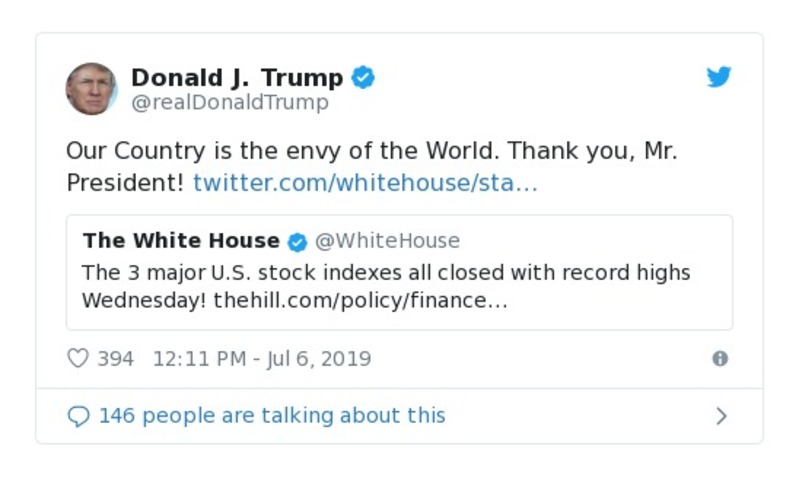 Donald J. Trump
@realDonaldTrump
Our Country is the envy of the World. Thank you, Mr.
President! twitter.com/whitehouse/sta...
The White House @WhiteHouse
The 3 major U.S. stock indexes all closed with record highs
Wednesday! thehill.com/policy/finance...
394 12:11 PM - Jul 6, 2019
146 people are talking about this